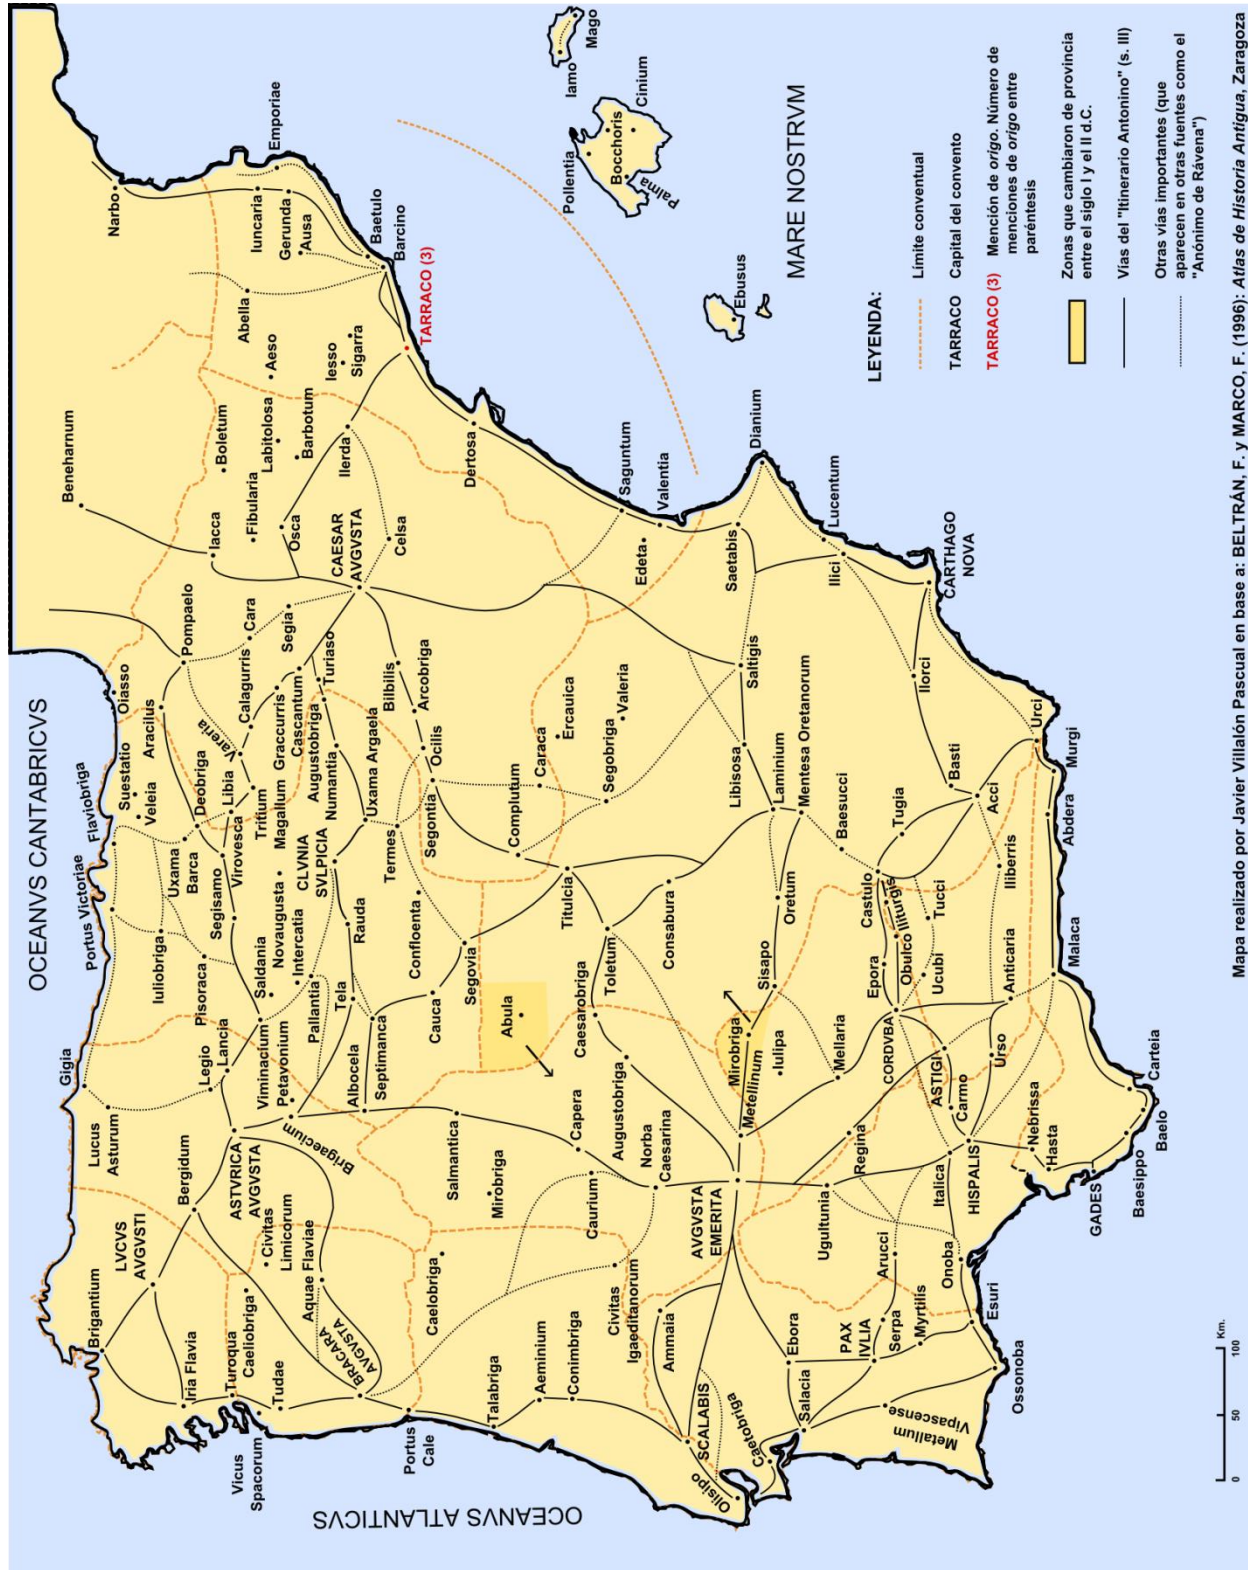 OCEANVS CANTABRICVS
OCEANVS ATLANTICVS
MARE NOSTRVM
Brigantium
LVCVS
AVGVSTI
Iria Flavia
Turoqua
Caeliobriga
Tudae
Vicus
Spacorum
Civitas
Limicorum
Aquae Flaviae
BRACARA
AVGVSTA
Portus
Cale
Caelobriga
Talabriga
Aeminium
Conimbriga
Civitas
Igaeditanorum
Ammaia
SCALABIS
Olisipo
Caetobriga
Salacia
Ebora
PAX
IVLIA
Serpa
Myrtilis
Arucci
Metallum
Vipascense
Ossonoba
Esuri
Onoba
Gigia
Lucus
Asturum
Legio
Lancia
Bergidum
ASTVRICA
AVGVSTA
Brigaecium
Petavonium
Viminacium
Albocela
Septimanca
Salmantica
Mirobriga
Capera
Caurium
Augustobriga
Norba
Caesarina
AVGVSTA
EMERITA
Metellinum
Mirobriga
Iulipa
Ugultunia
Regina
Mellaria
Portus Victoriae
Flaviobriga
Iuliobriga
Pisoraca
Uxama
Barca
Segisamo
Virovesca
Saldania
Novaugusta
Intercatia
Pallantia
Tela
Rauda
CLVNIA
SVLPICIA
Magallum
Tritium
Libia
Deobriga
Vareria
Suestatio
Veleia
Aracilus
Oiasso
Pompaelo
Calagurris
Graccurris
Cascantum
Augustobriga
Numantia
Uxama Argaela
Turiaso
Cara
Segia
Iacca
Beneharnum
Fibularia
Osca
CAESAR
AVGVSTA
Celsa
Boletum
Labitolosa
Barbotum
Ilerda
Aeso
Iesso
Sigarra
Abella
Narbo
Emporiae
Iuncaria
Gerunda
Ausa
Baetulo
Barcino
TARRACO (3)
Dertosa
Bilbilis
Arcobriga
Ocilis
Segontia
Termes
Confloenta
Cauca
Segovia
Abula
Complutum
Caraca
Ercauica
Segobriga
Valeria
Titulcia
Toletum
Caesarobriga
Consabura
Saguntum
Valentia
Edeta
Saetabis
Dianium
Lucentum
Ilici
CARTHAGO
NOVA
Saltigis
Libisosa
Laminium
Mentesa Oretanorum
Oretum
Sisapo
Baesucci
Castulo
Iliturgis
Tugia
Tucci
Epora
Obulco
Ucubi
CORDVBA
ASTIGI
Carmo
Urso
Anticaria
Iliberris
Acci
Basti
Ilorci
Urci
Murgi
Abdera
Malaca
Italica
HISPALIS
Nebrissa
Hasta
GADES
Baesippo
Baelo
Carteia
Iamo
Mago
Pollentia
Bocchoris
Cinium
Palma
Ebusus
LEYENDA:
Límite conventual
TARRACO Capital del convento
TARRACO (3) Mención de origo. Número de
menciones de origo entre
paréntesis
Zonas que cambiaron de provincia
entre el siglo I y el II d.C.
Vías del "Itinerario Antonino" (s. III)
Otras vías importantes (que
aparecen en otras fuentes como el
"Anónimo de Rávena")
0 50 100 Km.
Mapa realizado por Javier Villalón Pascual en base a: BELTRÁN, F. y MARCO, F. (1996): Atlas de Historia Antigua, Zaragoza